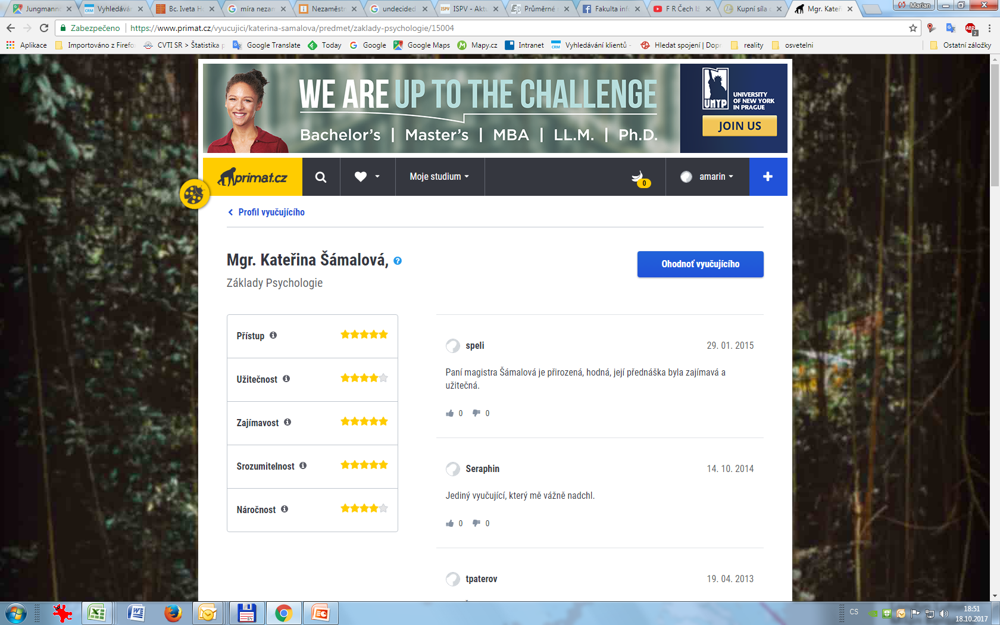 Jungmann
Vyhledáván
Bc. Iveta H
míra nezan
Nezaměstn
undecided
ISPV - Aktu
Průměrné
Fakulta info
F R Čech Iž
Kupní síla
Mgr. Kateř
Marian
Zabezpečeno
https://www.primat.cz/vyucujici/katerina-samalova/predmet/zaklady-psychologie/15004
Aplikace
Importováno z Firefo
CVTI SR > Štatistika p
Google Translate
Today
Google
Google Maps
Mapy.cz
Intranet
Vyhledávání klientů -
Hledat spojení | Dopr
reality
osvetelni
Ostatní záložky
WE ARE UP TO THE CHALLENGE
Bachelor's | Master's | MBA | LL.M. | Ph.D.
UNYP
UNIVERSITY
OF NEW YORK
IN PRAGUE
JOIN US
primat.cz
Moje studium
0
amarin
Profil vyučujícího
Mgr. Kateřina Šámalová,
Základy Psychologie
Ohodnoť vyučujícího
Přístup
Užitečnost
Zajímavost
Srozumitelnost
Náročnost
speli
29. 01. 2015
Paní magistra Šámalová je přirozená, hodná, její přednáška byla zajímavá a
užitečná.
0 0
Seraphin
14. 10. 2014
Jediný vyučující, který mě vážně nadchl.
0 0
tpaterov
19. 04. 2013
CS
18:51
18.10.2017